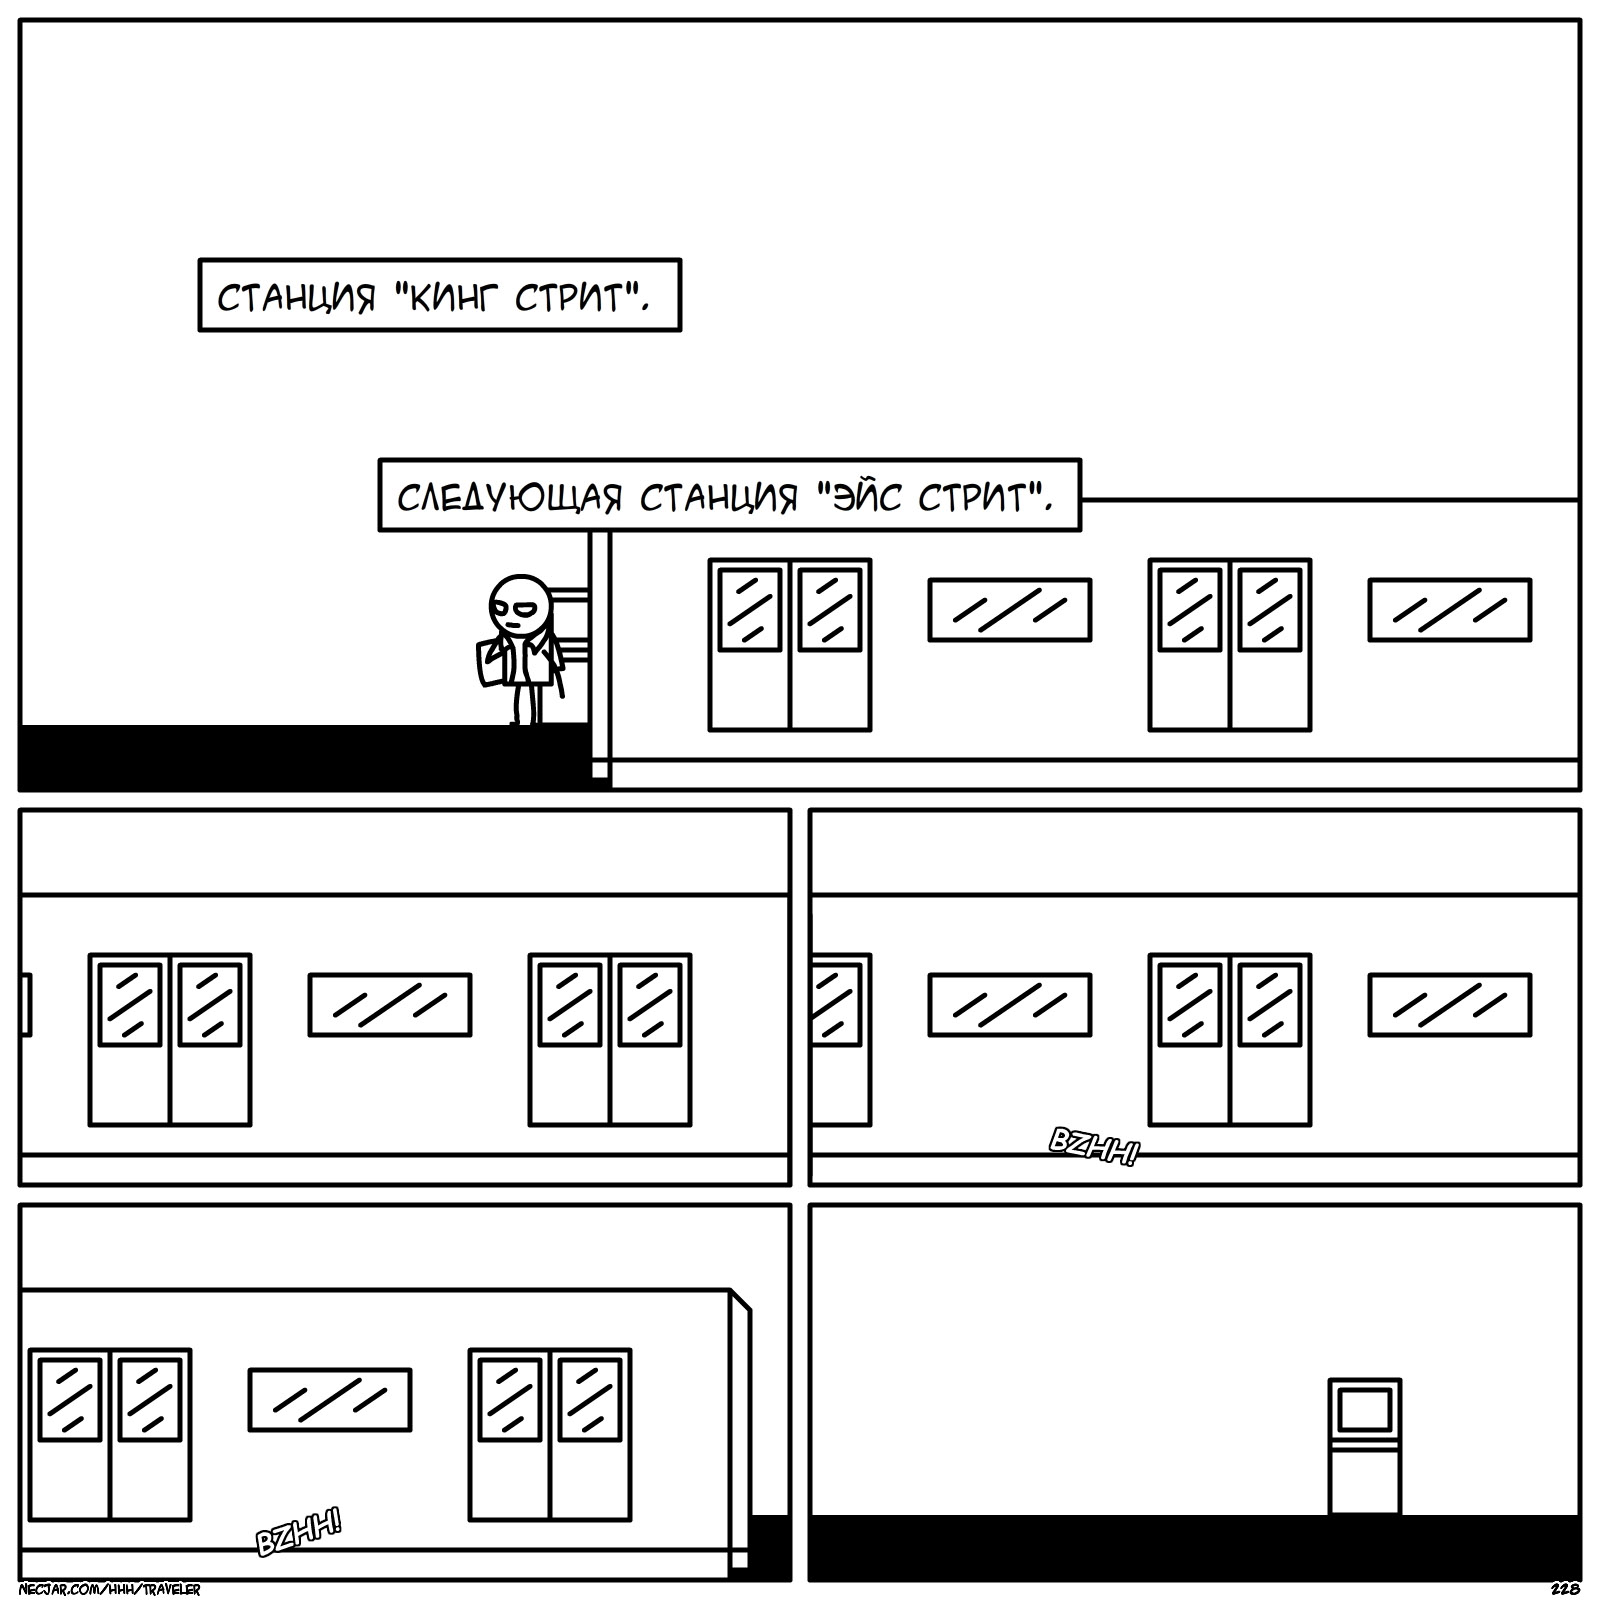 СТАНЦИЯ "КИНГ СТРИТ".
СЛЕДУЮЩАЯ СТАНЦИЯ "ЭЙС СТРИТ".
BZHH!
BZHH!
NECJAR.COM/HHH/TRAVELER
228